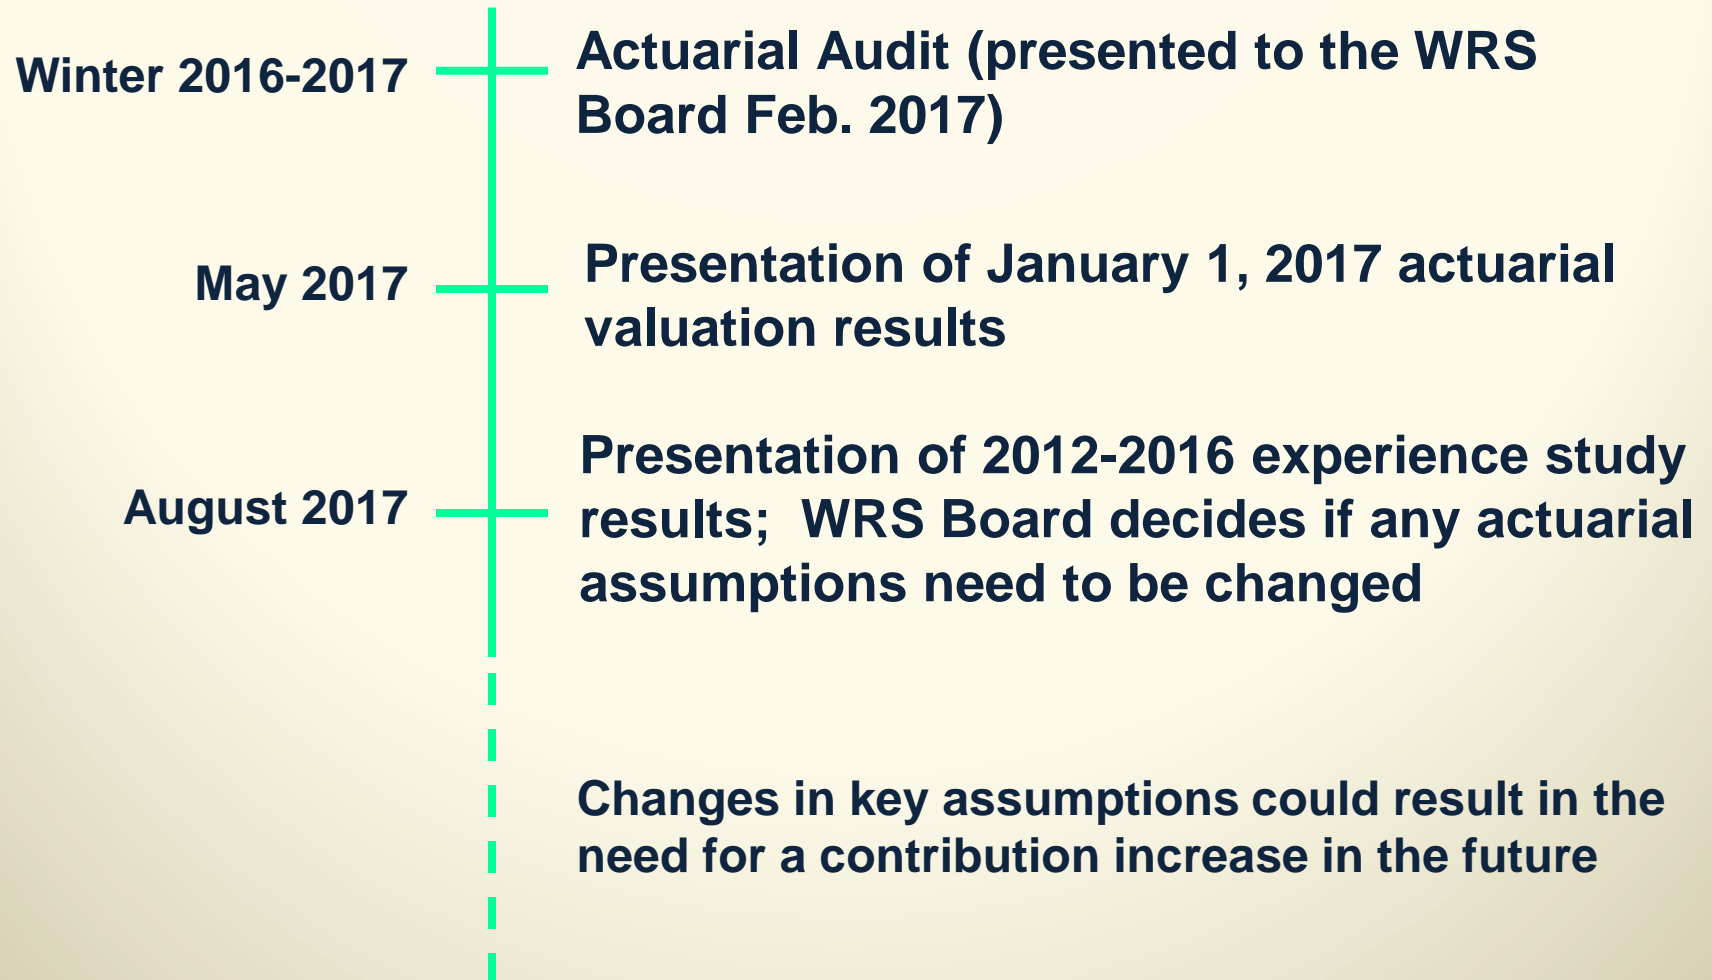 Winter 2016-2017
Actuarial Audit (presented to the WRS
Board Feb. 2017)
May 2017
Presentation of January 1, 2017 actuarial
valuation results
August 2017
Presentation of 2012-2016 experience study
results;  WRS Board decides if any actuarial
assumptions need to be changed
Changes in key assumptions could result in the
need for a contribution increase in the future